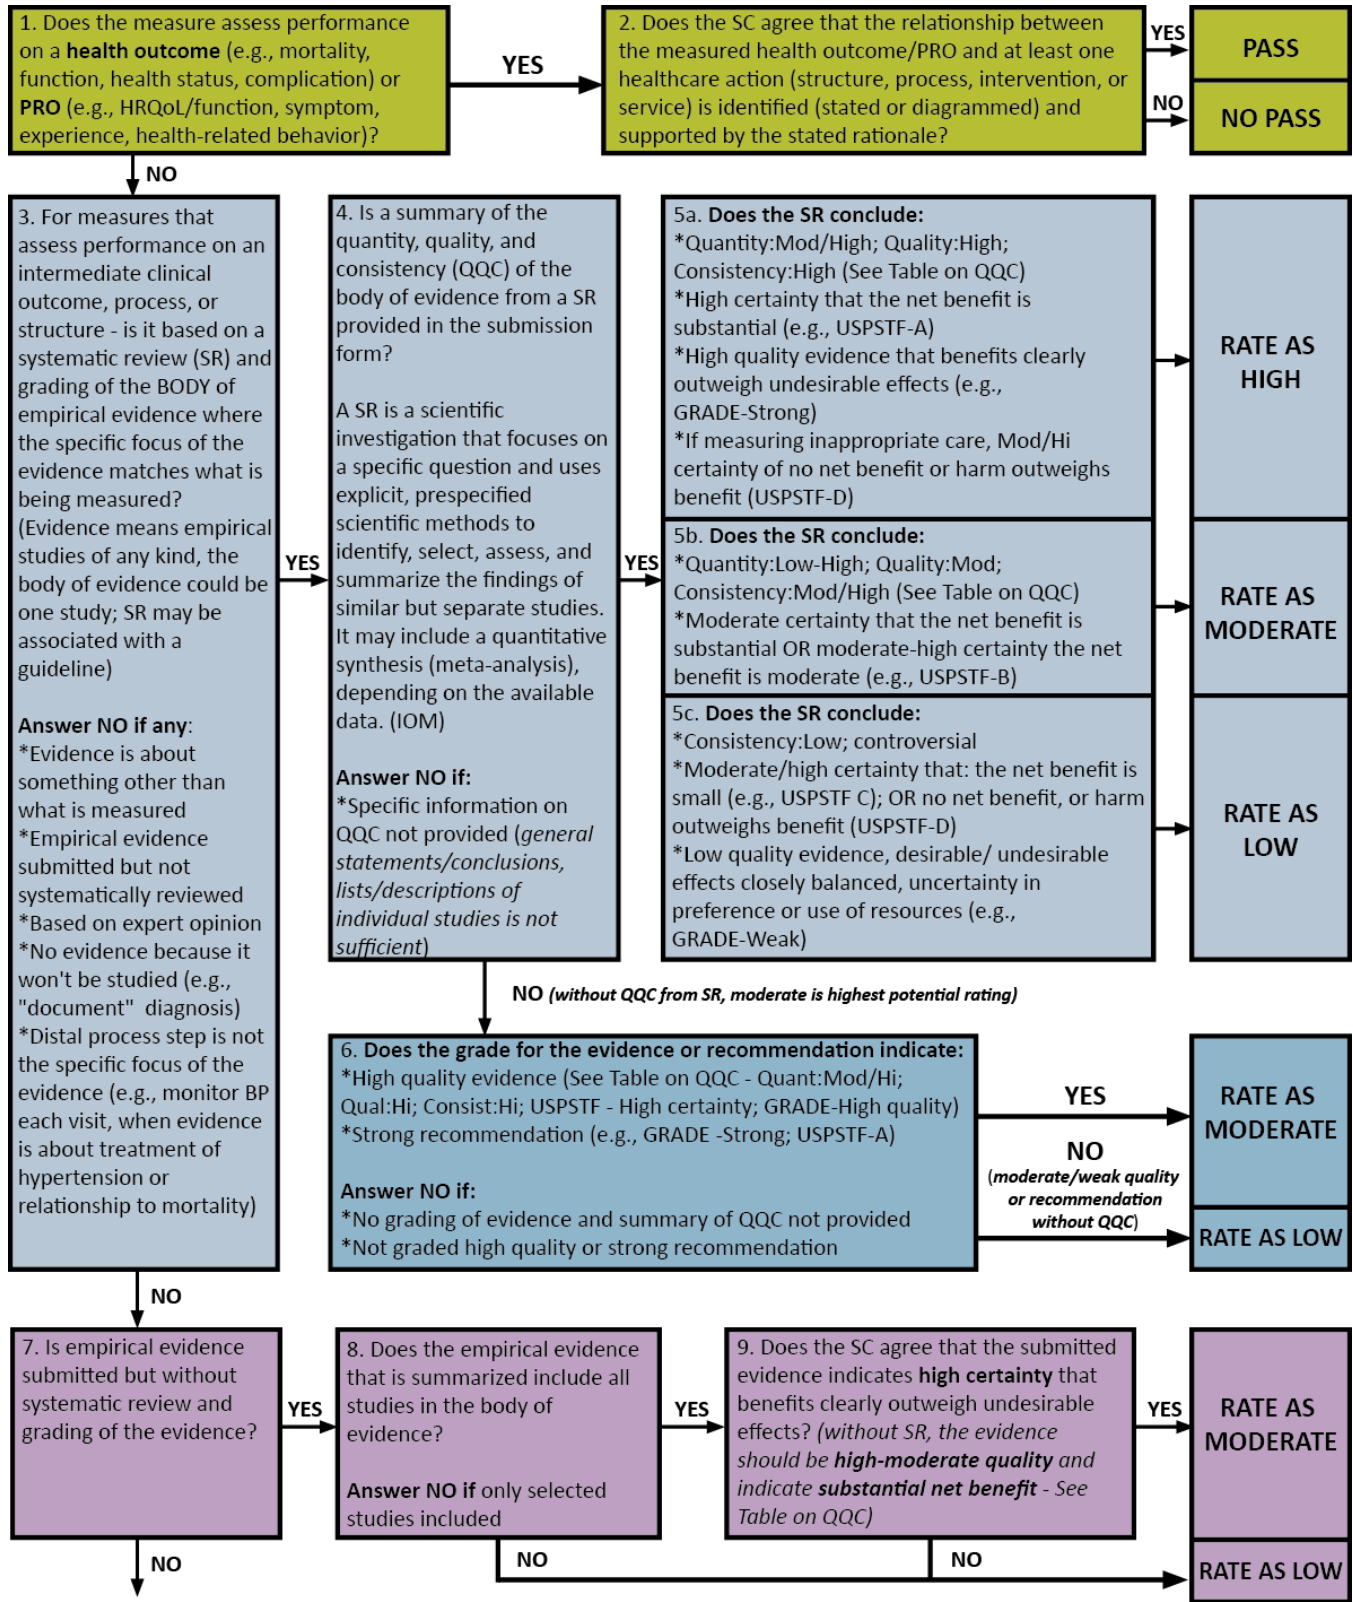 1. Does the measure assess performance
on a health outcome (e.g., mortality,
function, health status, complication) or
PRO (e.g., HRQoL/function, symptom,
experience, health-related behavior)?
YES
2. Does the SC agree that the relationship between
the measured health outcome/PRO and at least one
healthcare action (structure, process, intervention, or
service) is identified (stated or diagrammed) and
supported by the stated rationale?
YES
PASS
NO
NO PASS
NO
3. For measures that
assess performance on an
intermediate clinical
outcome, process, or
structure - is it based on a
systematic review (SR) and
grading of the BODY of
empirical evidence where
the specific focus of the
evidence matches what is
being measured?
(Evidence means empirical
studies of any kind, the
body of evidence could be
one study; SR may be
associated with a
guideline)
Answer NO if any:
*Evidence is about
something other than
what is measured
*Empirical evidence
submitted but not
systematically reviewed
*Based on expert opinion
*No evidence because it
won't be studied (e.g.,
"document" diagnosis)
*Distal process step is not
the specific focus of the
evidence (e.g., monitor BP
each visit, when evidence
is about treatment of
hypertension or
relationship to mortality)
YES
4. Is a summary of the
quantity, quality, and
consistency (QQC) of the
body of evidence from a SR
provided in the submission
form?
A SR is a scientific
investigation that focuses on
a specific question and uses
explicit, prespecified
scientific methods to
identify, select, assess, and
summarize the findings of
similar but separate studies.
It may include a quantitative
synthesis (meta-analysis),
depending on the available
data. (IOM)
Answer NO if:
*Specific information on
QQC not provided (general
statements/conclusions,
lists/descriptions of
individual studies is not
sufficient)
YES
5a. Does the SR conclude:
*Quantity:Mod/High; Quality:High;
Consistency:High (See Table on QQC)
*High certainty that the net benefit is
substantial (e.g., USPSTF-A)
*High quality evidence that benefits clearly
outweigh undesirable effects (e.g.,
GRADE-Strong)
*If measuring inappropriate care, Mod/Hi
certainty of no net benefit or harm outweighs
benefit (USPSTF-D)
RATE AS
HIGH
5b. Does the SR conclude:
*Quantity:Low-High; Quality:Mod;
Consistency:Mod/High (See Table on QQC)
*Moderate certainty that the net benefit is
substantial OR moderate-high certainty the net
benefit is moderate (e.g., USPSTF-B)
RATE AS
MODERATE
5c. Does the SR conclude:
*Consistency:Low; controversial
*Moderate/high certainty that: the net benefit is
small (e.g., USPSTF C); OR no net benefit, or harm
outweighs benefit (USPSTF-D)
*Low quality evidence, desirable/ undesirable
effects closely balanced, uncertainty in
preference or use of resources (e.g.,
GRADE-Weak)
RATE AS
LOW
NO (without QQC from SR, moderate is highest potential rating)
6. Does the grade for the evidence or recommendation indicate:
*High quality evidence (See Table on QQC - Quant:Mod/Hi;
Qual:Hi; Consist:Hi; USPSTF - High certainty; GRADE-High quality)
*Strong recommendation (e.g., GRADE -Strong; USPSTF-A)
Answer NO if:
*No grading of evidence and summary of QQC not provided
*Not graded high quality or strong recommendation
YES
RATE AS
MODERATE
NO
(moderate/weak quality
or recommendation
without QQC)
RATE AS LOW
NO
7. Is empirical evidence
submitted but without
systematic review and
grading of the evidence?
YES
8. Does the empirical evidence
that is summarized include all
studies in the body of
evidence?
Answer NO if only selected
studies included
YES
9. Does the SC agree that the submitted
evidence indicates high certainty that
benefits clearly outweigh undesirable
effects? (without SR, the evidence
should be high-moderate quality and
indicate substantial net benefit - See
Table on QQC)
YES
RATE AS
MODERATE
NO
NO
NO
RATE AS LOW